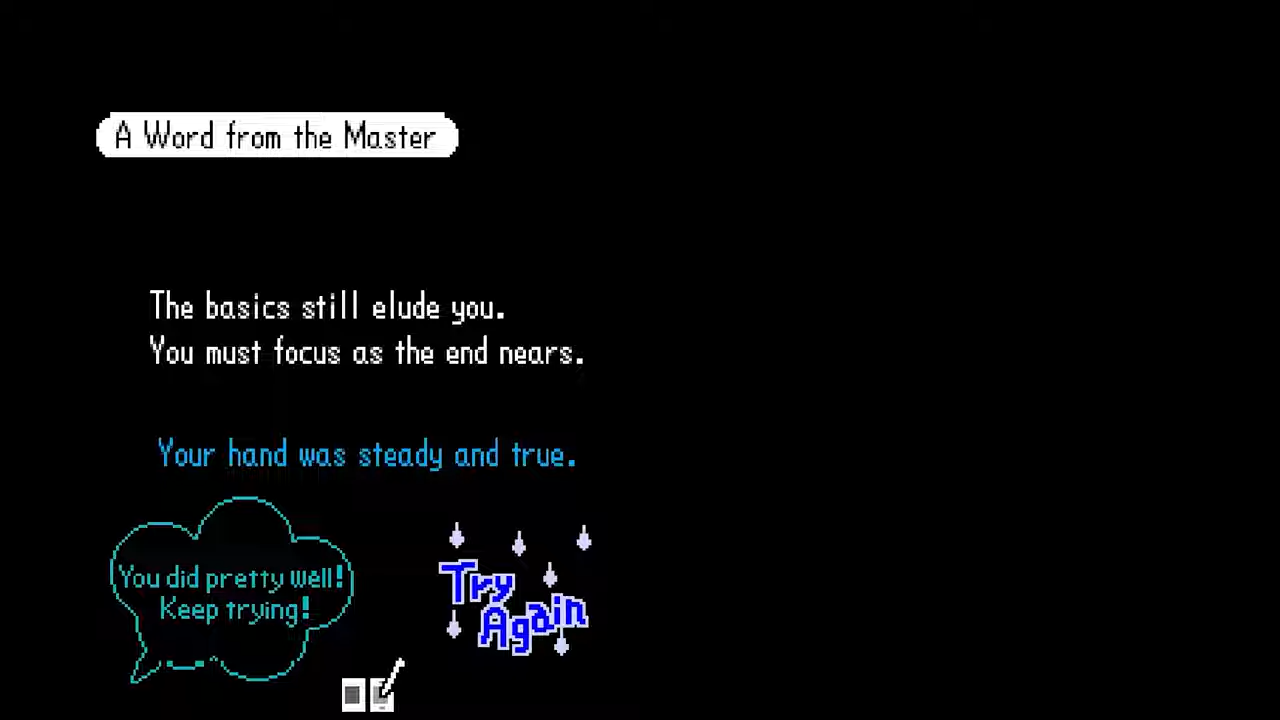 A Word from the Master
The basics still elude you.
You must focus as the end nears.
Your hand was steady and true.
You did pretty well!
Keep trying!
Try
Again